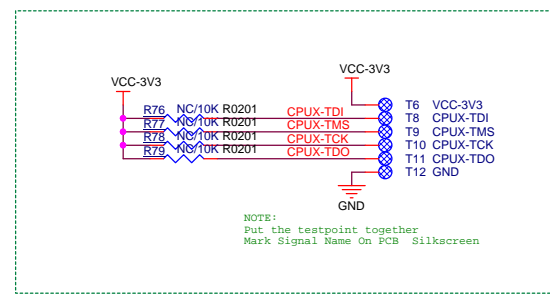 VCC-3V3
VCC-3V3
R76 NC/10K R0201 CPUX-TDI
R77 NC/10K R0201 CPUX-TMS
R78 NC/10K R0201 CPUX-TCK
R79 NC/10K R0201 CPUX-TDO
T6 VCC-3V3
T8 CPUX-TDI
T9 CPUX-TMS
T10 CPUX-TCK
T11 CPUX-TDO
T12 GND
GND
NOTE:
Put the testpoint together
Mark Signal Name On PCB Silkscreen